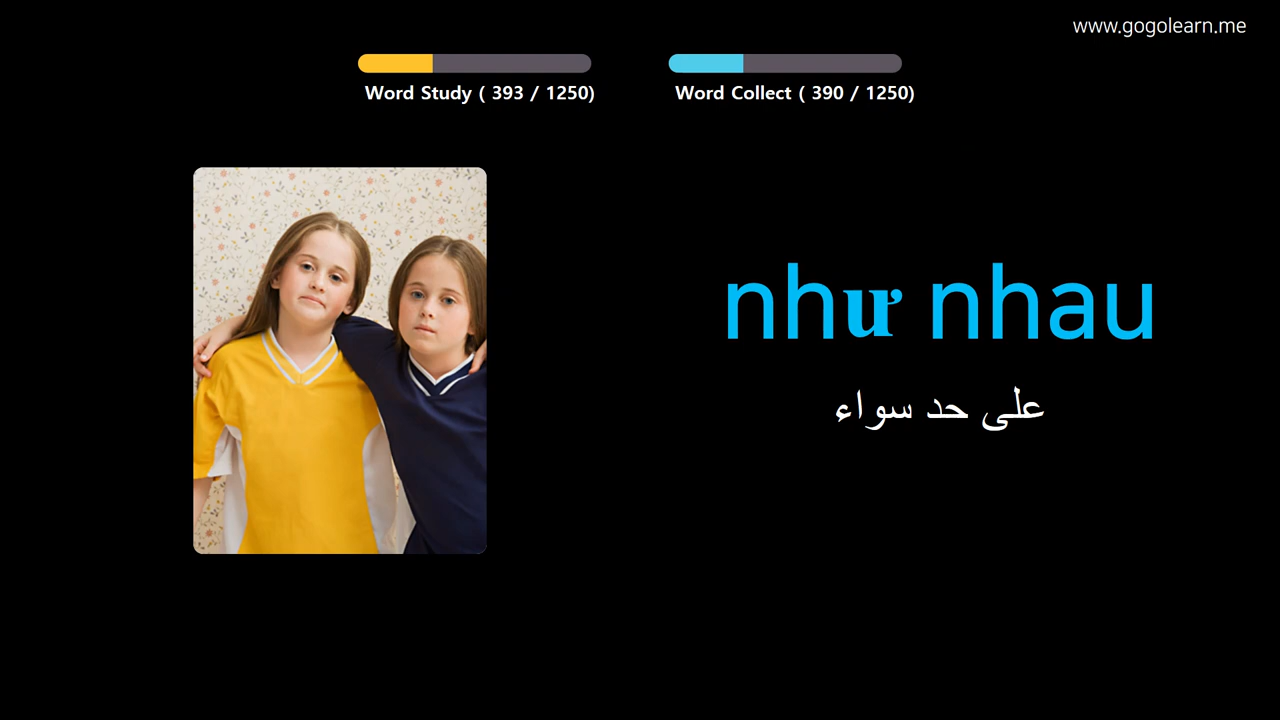 www.gogolearn.me
Word Study ( 393 / 1250)
Word Collect ( 390 / 1250)
như nhau
على حد سواء